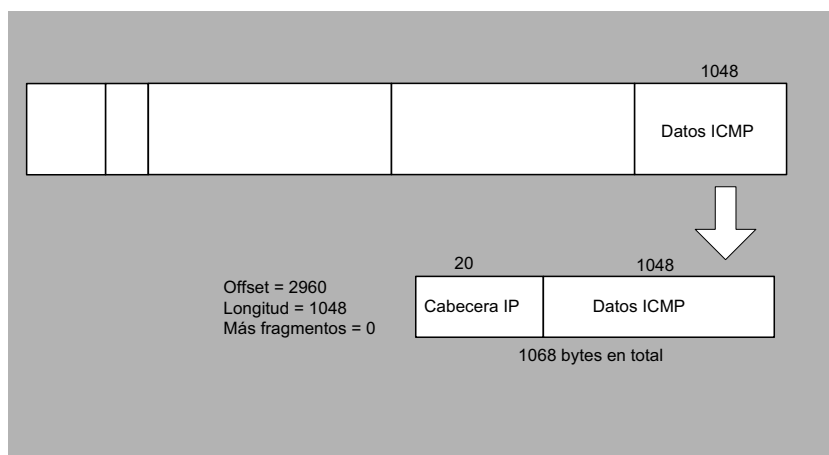 1048
Datos ICMP
Offset = 2960
Longitud = 1048
Más fragmentos = 0
20
1048
Cabecera IP
Datos ICMP
1068 bytes en total